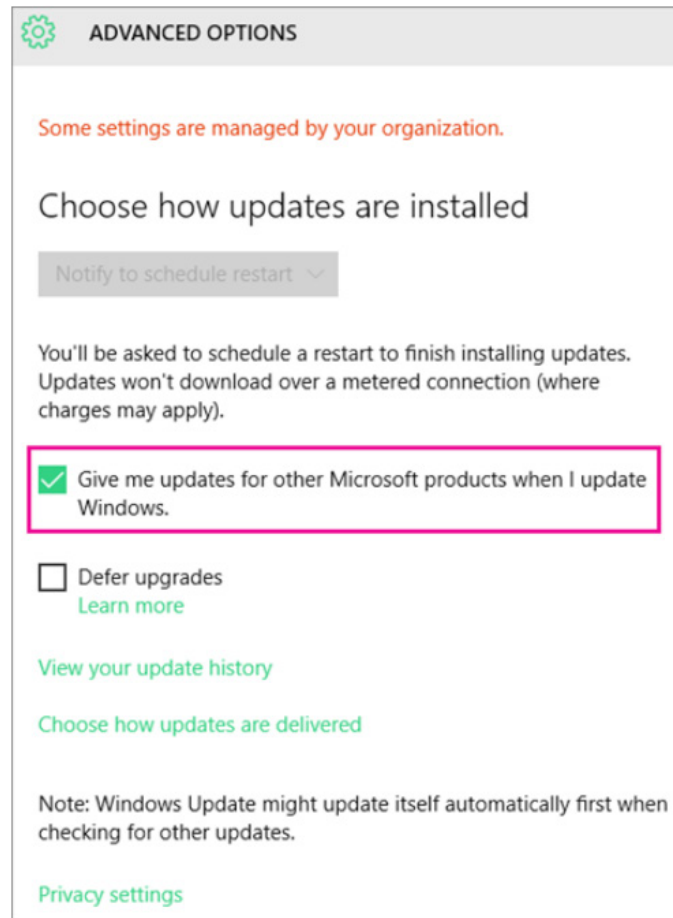 ADVANCED OPTIONS
Some settings are managed by your organization.
Choose how updates are installed
Notify to schedule restart
You'll be asked to schedule a restart to finish installing updates.
Updates won't download over a metered connection (where
charges may apply).
Give me updates for other Microsoft products when I update
Windows.
Defer upgrades
Learn more
View your update history
Choose how updates are delivered
Note: Windows Update might update itself automatically first when
checking for other updates.
Privacy settings